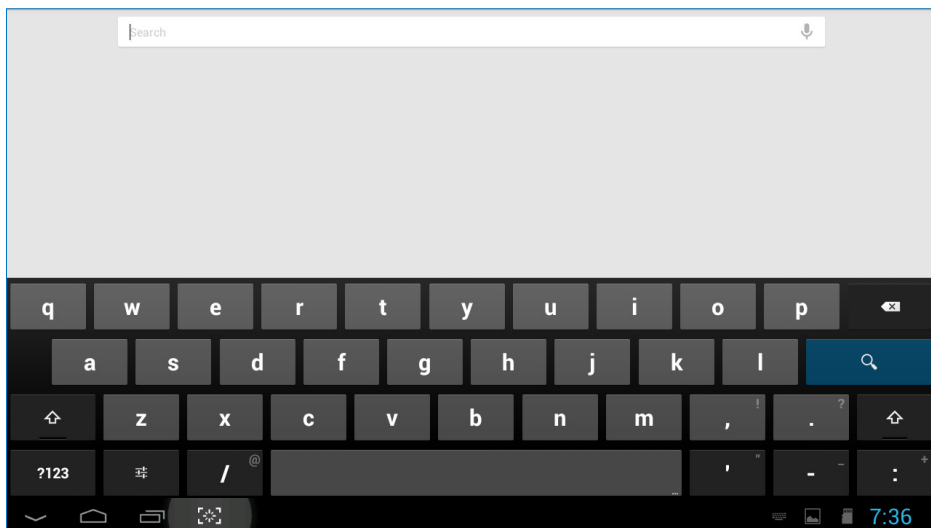 Search
q w e r t y u i o p
a s d f g h j k l
z x c v b n m , ! . ?
?123 / @ ... ' " - _ : +
7:36